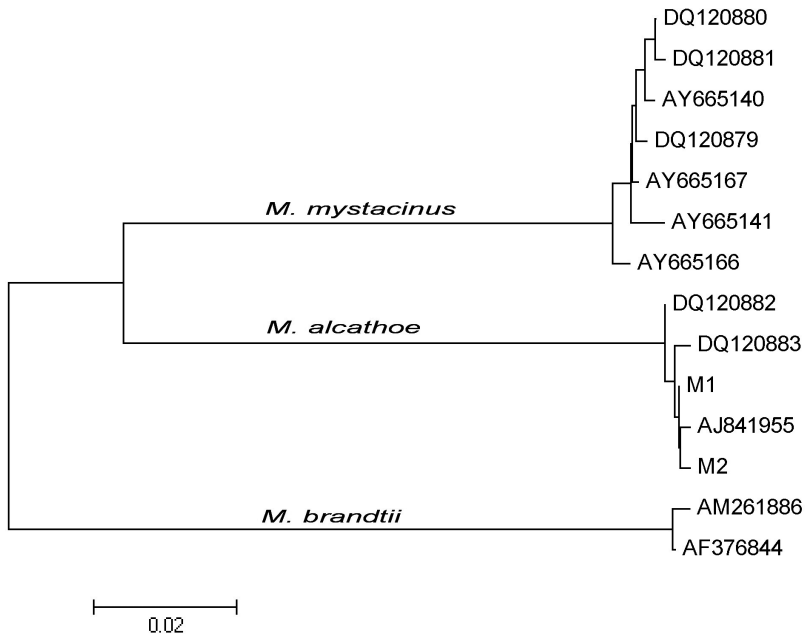 DQ120880
DQ120881
AY665140
DQ120879
AY665167
M. mystacinus
AY665141
AY665166
DQ120882
M. alcathoe
DQ120883
M1
AJ841955
M2
AM261886
M. brandtii
AF376844
0.02